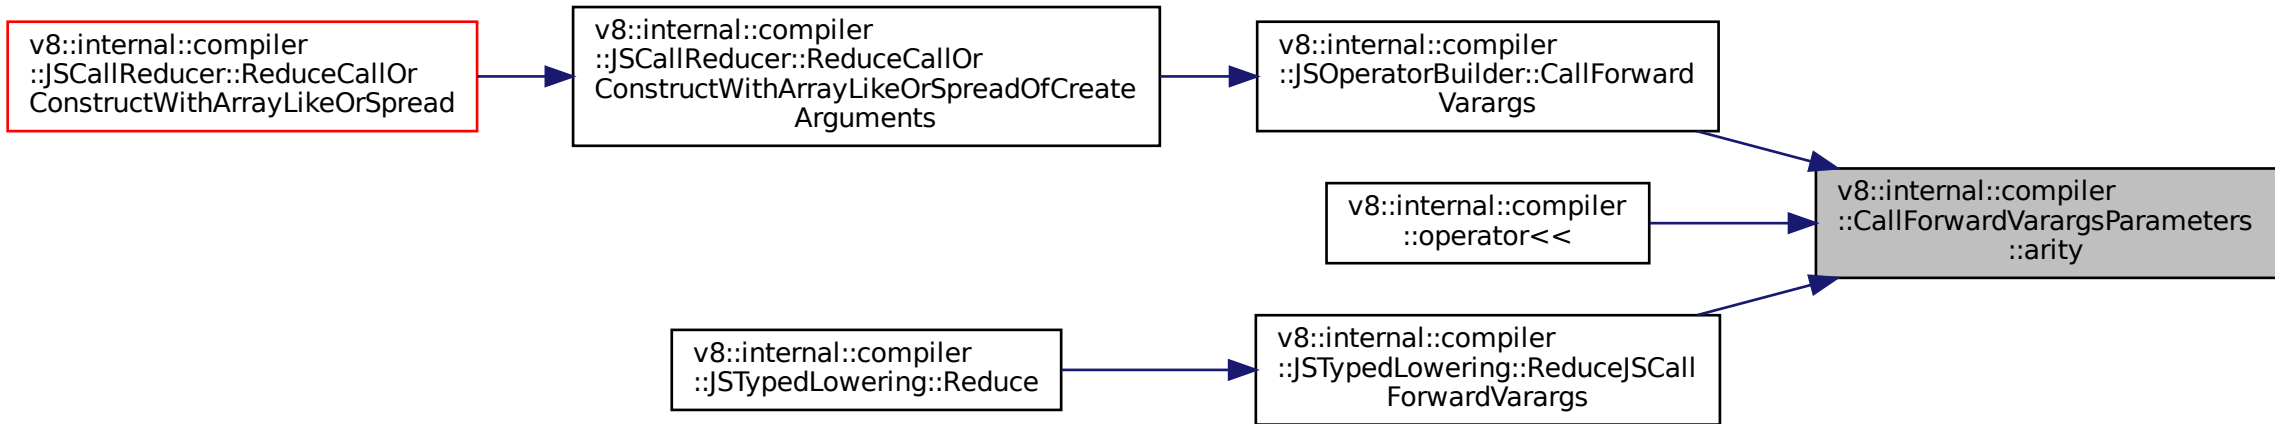 v8::internal::compiler
::JSCallReducer::ReduceCallOr
ConstructWithArrayLikeOrSpread
v8::internal::compiler
::JSCallReducer::ReduceCallOr
ConstructWithArrayLikeOrSpreadOfCreate
Arguments
v8::internal::compiler
::JSOperatorBuilder::CallForward
Varargs
v8::internal::compiler
::operator<<
v8::internal::compiler
::CallForwardVarargsParameters
::arity
v8::internal::compiler
::JSTypedLowering::Reduce
v8::internal::compiler
::JSTypedLowering::ReduceJSCall
ForwardVarargs